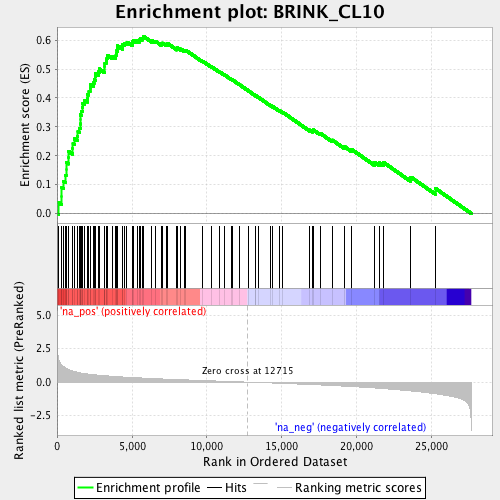 Enrichment plot: BRINK_CL10
Enrichment score (ES)
0.6
0.5
0.4
0.3
0.2
0.1
0.0
'na_pos' (positively correlated)
Ranked list metric (PreRanked)
5.0
2.5
0.0
-2.5
Zero cross at 12715
'na_neg' (negatively correlated)
0
5,000
10,000
15,000
20,000
25,000
Rank in Ordered Dataset
Enrichment profile
Hits
Ranking metric scores